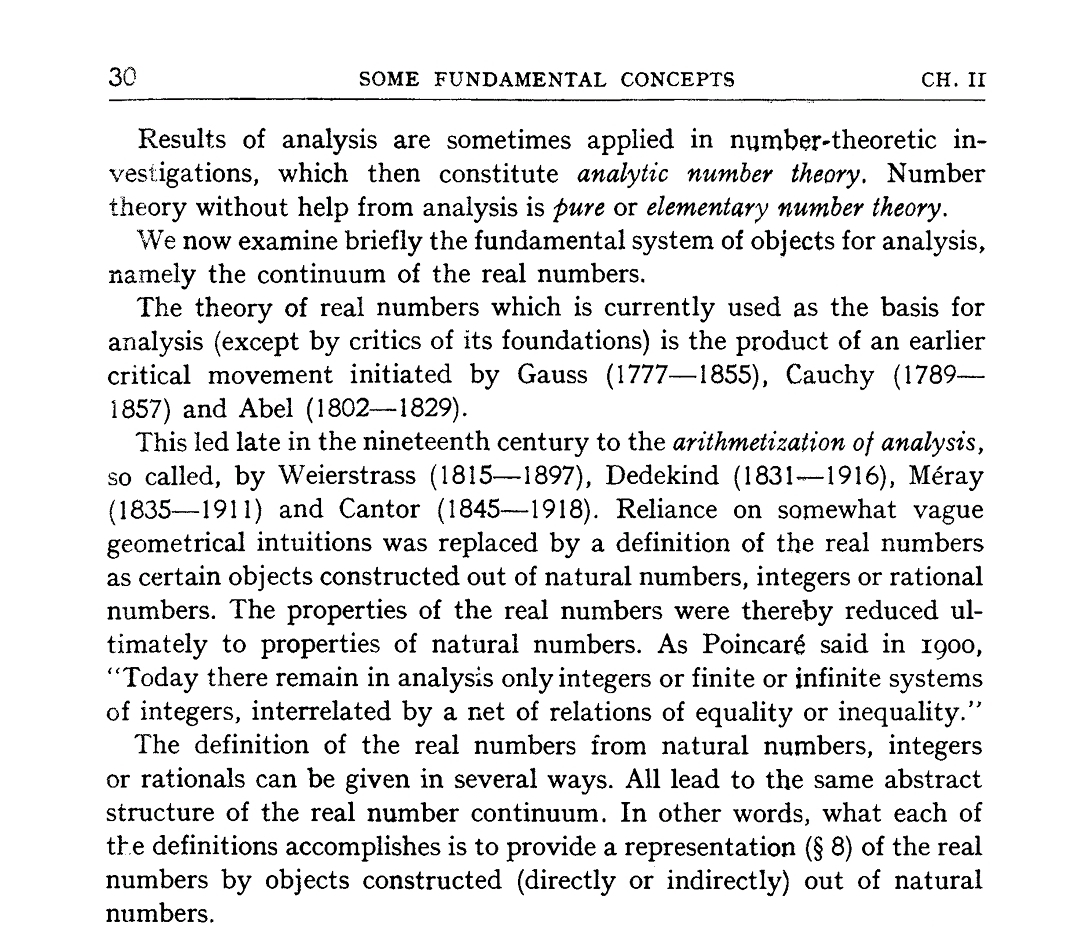 30 SOME FUNDAMENTAL CONCEPTS CH. II
Results of analysis are sometimes applied in number-theoretic in-
vestigations, which then constitute analytic number theory. Number
theory without help from analysis is pure or elementary number theory.
We now examine briefly the fundamental system of objects for analysis,
namely the continuum of the real numbers.
The theory of real numbers which is currently used as the basis for
analysis (except by critics of its foundations) is the product of an earlier
critical movement initiated by Gauss (1777—1855), Cauchy (1789—
1857) and Abel (1802—1829).
This led late in the nineteenth century to the arithmetization of analysis,
so called, by Weierstrass (1815—1897), Dedekind (1831—1916), Méray
(1835—1911) and Cantor (1845—1918). Reliance on somewhat vague
geometrical intuitions was replaced by a definition of the real numbers
as certain objects constructed out of natural numbers, integers or rational
numbers. The properties of the real numbers were thereby reduced ul-
timately to properties of natural numbers. As Poincaré said in 1900,
“Today there remain in analysis only integers or finite or infinite systems
of integers, interrelated by a net of relations of equality or inequality.”
The definition of the real numbers from natural numbers, integers
or rationals can be given in several ways. All lead to the same abstract
structure of the real number continuum. In other words, what each of
the definitions accomplishes is to provide a representation (§ 8) of the real
numbers by objects constructed (directly or indirectly) out of natural
numbers.